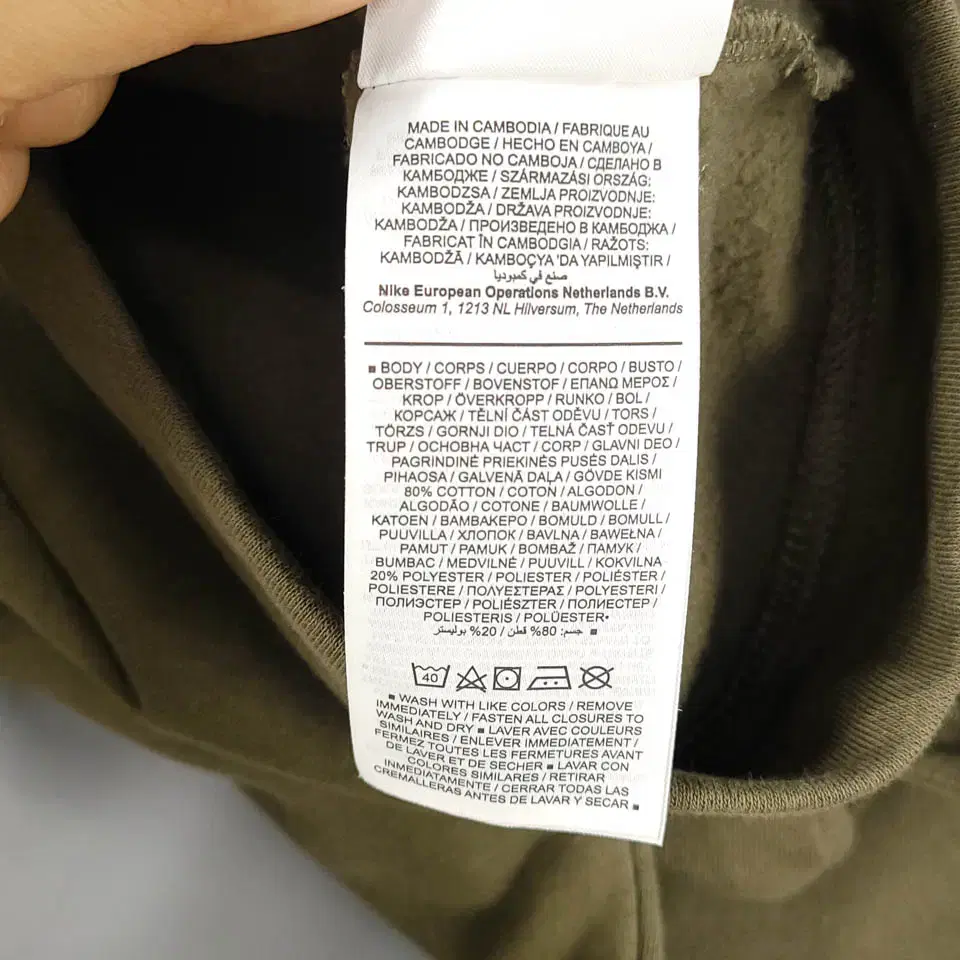 MADE IN CAMBODIA / FABRIQUE AU
CAMBODGE / HECHO EN CAMBOYA /
FABRICADO NO CAMBOJA / СДЕЛАНО В
КАМБОДЖЕ / SZÁRMAZÁSI ORSZÁG:
KAMBODZSA / ZEMLJA PROIZVODNJE:
KAMBODŽA / DRŽAVA PROIZVODNJE:
KAMBODŽA / ПРОИЗВЕДЕНО В КАМБОДЖА /
FABRICAT ÎN CAMBODGIA / RAŽOTS:
KAMBODŽĀ / KAMBOÇYA 'DA YAPILMIŞTIR /
صنع في كمبوديا
Nike European Operations Netherlands B.V.
Colosseum 1, 1213 NL Hilversum, The Netherlands
■ BODY / CORPS / CUERPO / CORPO / BUSTO /
OBERSTOFF / BOVENSTOF / ΕΠΑΝΩ ΜΕΡΟΣ /
KROP / ÖVERKROPP / RUNKO / BOL /
КОРСАЖ / TĚLNÍ ČÁST ODĚVU / TORS /
TÖRZS / GORNJI DIO / TELNÁ ČASŤ ODEVU /
TRUP / ОСНОВНА ЧАСТ / CORP / GLAVNI DEO /
PAGRINDINĖ PRIEKINĖS PUSĖS DALIS /
PIHAOSA / GALVENĀ DAĻA / GÖVDE KISMI
80% COTTON / COTON / ALGODON /
ALGODÃO / COTONE / BAUMWOLLE /
KATOEN / ΒΑΜΒΑΚΕΡΟ / BOMULD / BOMULL /
PUUVILLA / ХЛОПОК / BAVLNA / BAWEŁNA /
PAMUT / PAMUK / BOMBAŽ / ПАМУК /
BUMBAC / MEDVILNĖ / PUUVILL / KOKVILNA
20% POLYESTER / POLIESTER / POLIÉSTER /
POLIESTERE / ΠΟΛΥΕΣΤΕΡΑΣ / POLYESTERI /
ПОЛИЭСТЕР / POLIÉSZTER / ПОЛИЕСТЕР /
POLIESTERIS / POLÜESTER•
■ جسم: 80% قطن / 20% بوليستر
40
■ WASH WITH LIKE COLORS / REMOVE
IMMEDIATELY / FASTEN ALL CLOSURES TO
WASH AND DRY ■ LAVER AVEC COULEURS
SIMILAIRES / ENLEVER IMMEDIATEMENT /
FERMEZ TOUTES LES FERMETURES AVANT
DE LAVER ET DE SECHER ■ LAVAR CON
COLORES SIMILARES / RETIRAR
INMEDIATAMENTE / CERRAR TODAS LAS
CREMALLERAS ANTES DE LAVAR Y SECAR ■